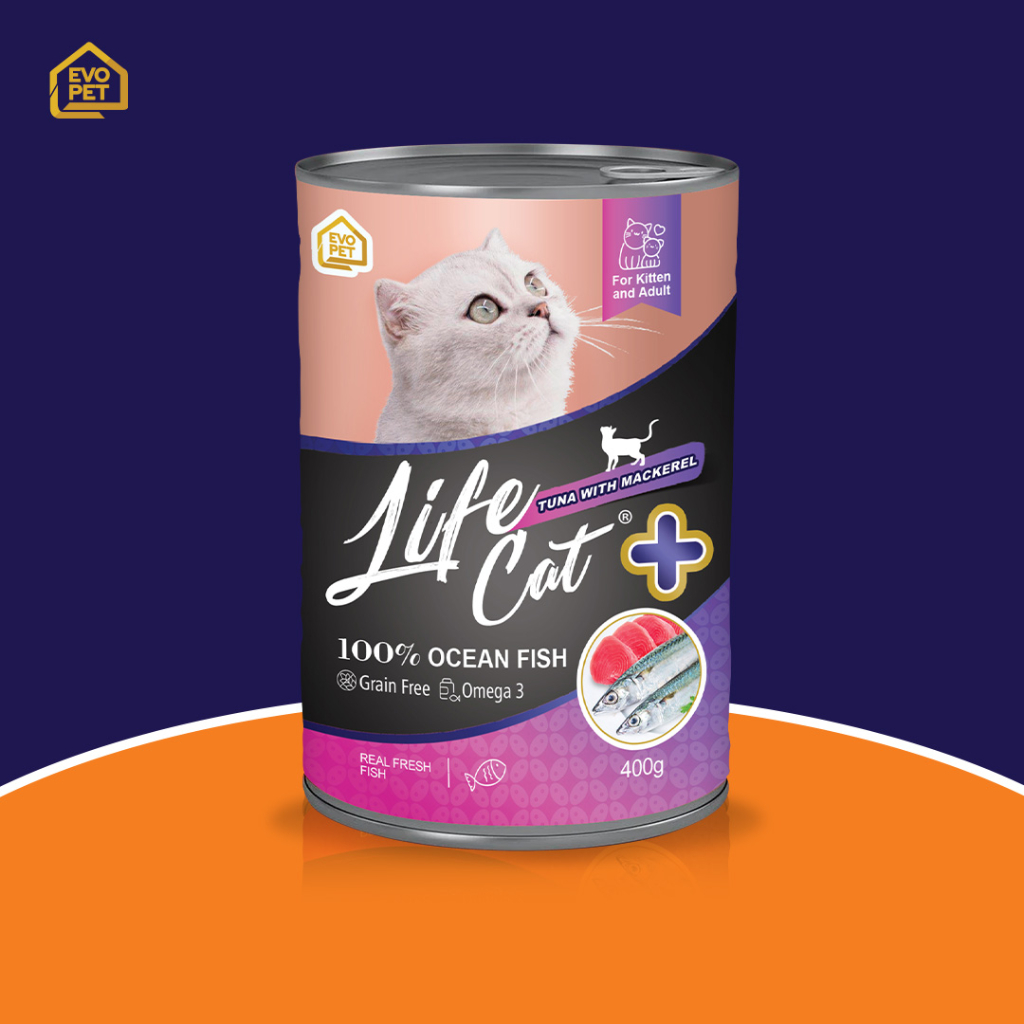 EVO
PET
EVO
PET
For Kitten
and Adult
TUNA WITH MACKEREL
Life
Cat®
100% OCEAN FISH
Grain Free Omega 3
REAL FRESH
FISH
400g